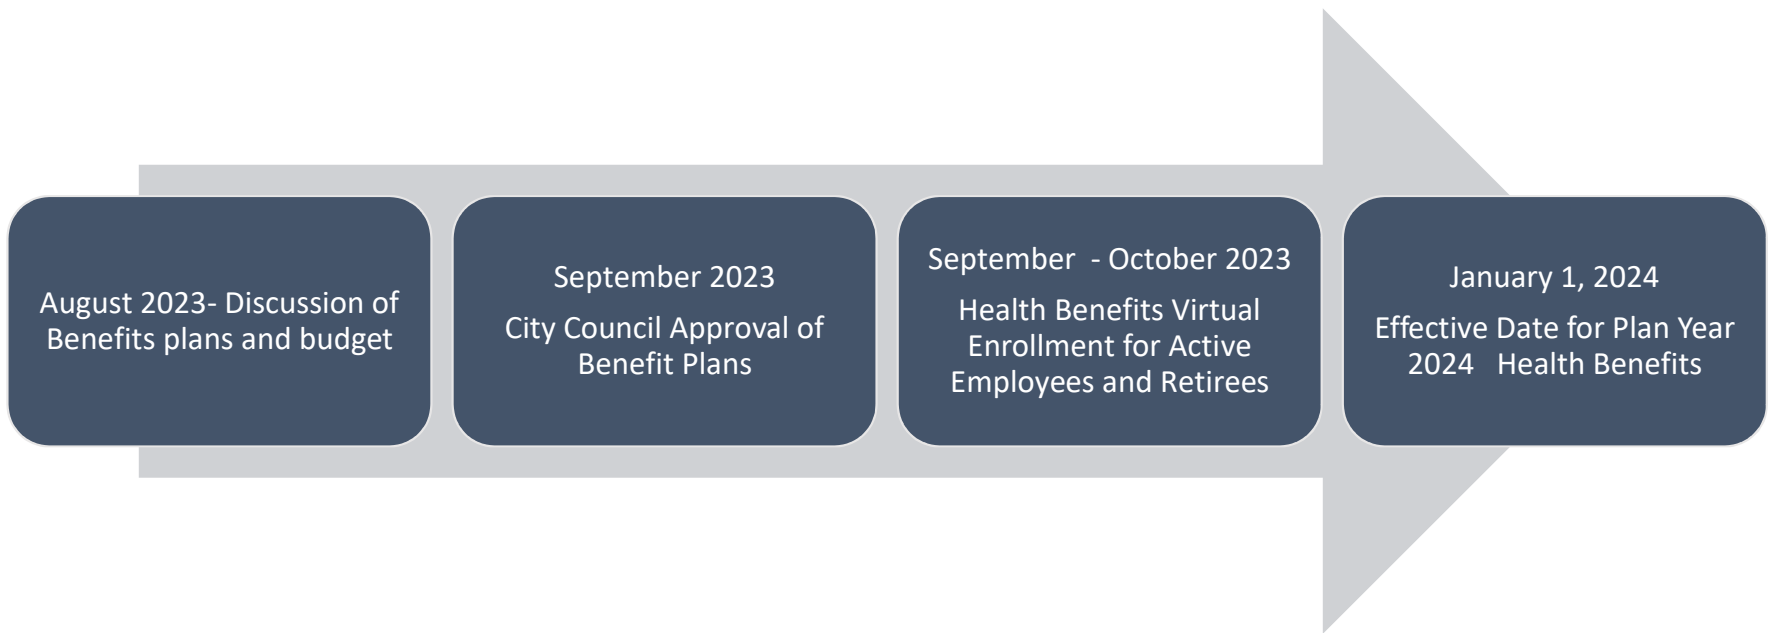 August 2023- Discussion of
Benefits plans and budget
September 2023
City Council Approval of
Benefit Plans
September  - October 2023
Health Benefits Virtual
Enrollment for Active
Employees and Retirees
January 1, 2024
Effective Date for Plan Year
2024   Health Benefits